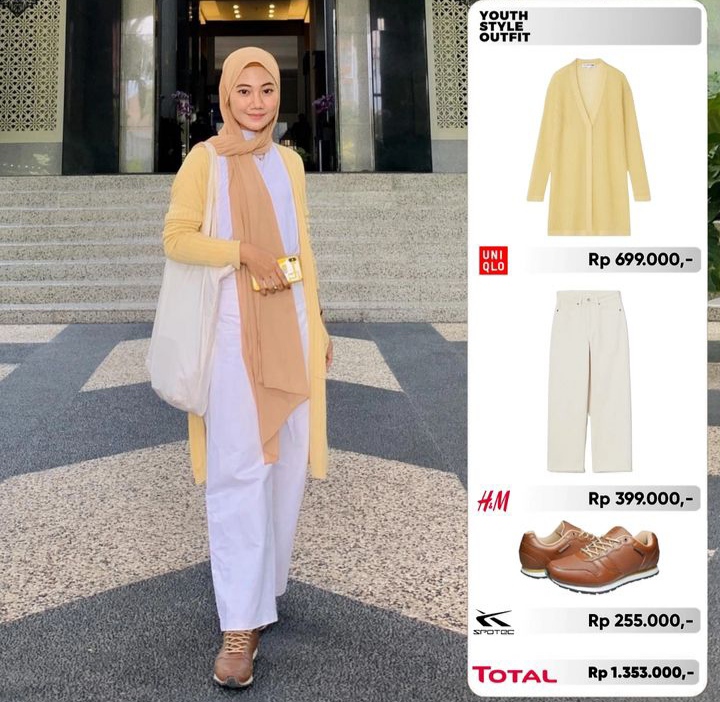 YOUTH
STYLE
OUTFIT
UNI
QLO
Rp 699.000,-
H&M
Rp 399.000,-
SPOTEC
Rp 255.000,-
TOTAL
Rp 1.353.000,-